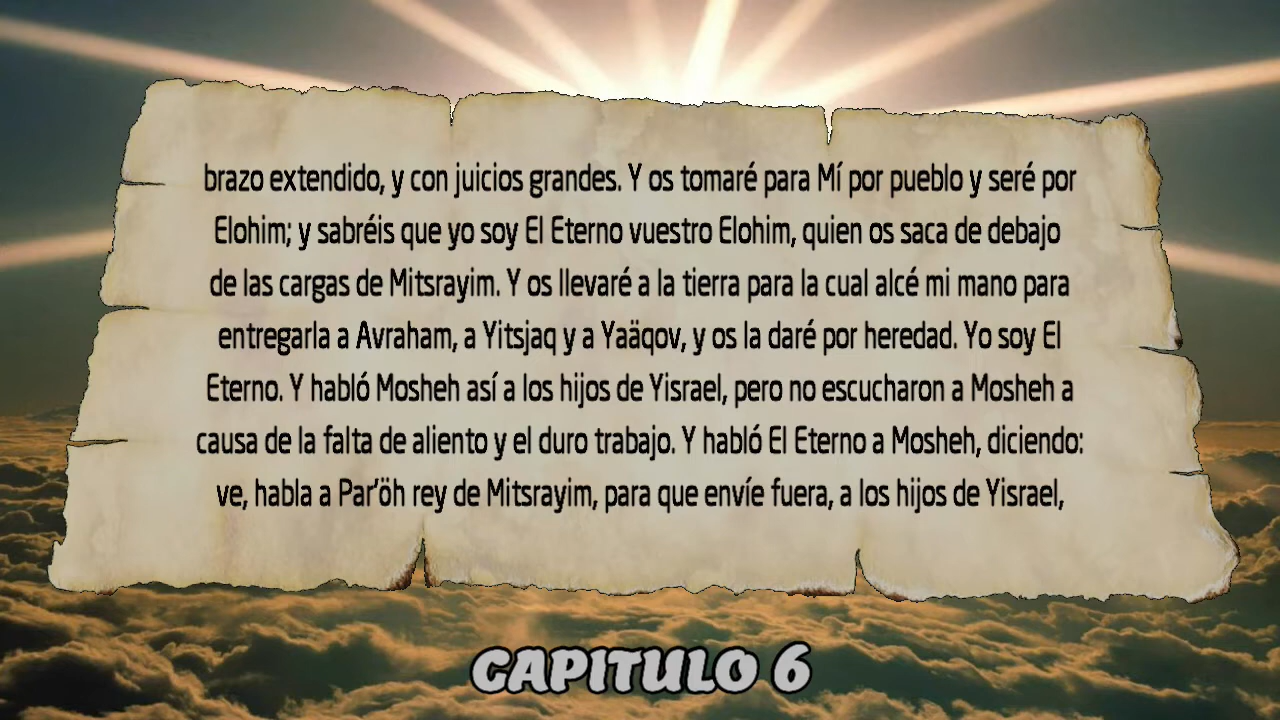 brazo extendido, y con juicios grandes. Y os tomaré para Mí por pueblo y seré por
Elohim; y sabréis que yo soy El Eterno vuestro Elohim, quien os saca de debajo
de las cargas de Mitsrayim. Y os llevaré a la tierra para la cual alcé mi mano para
entregarla a Avraham, a Yitsjaq y a Yaäqov, y os la daré por heredad. Yo soy El
Eterno. Y habló Mosheh así a los hijos de Yisrael, pero no escucharon a Mosheh a
causa de la falta de aliento y el duro trabajo. Y habló El Eterno a Mosheh, diciendo:
ve, habla a Par’öh rey de Mitsrayim, para que envíe fuera, a los hijos de Yisrael,
CAPITULO 6